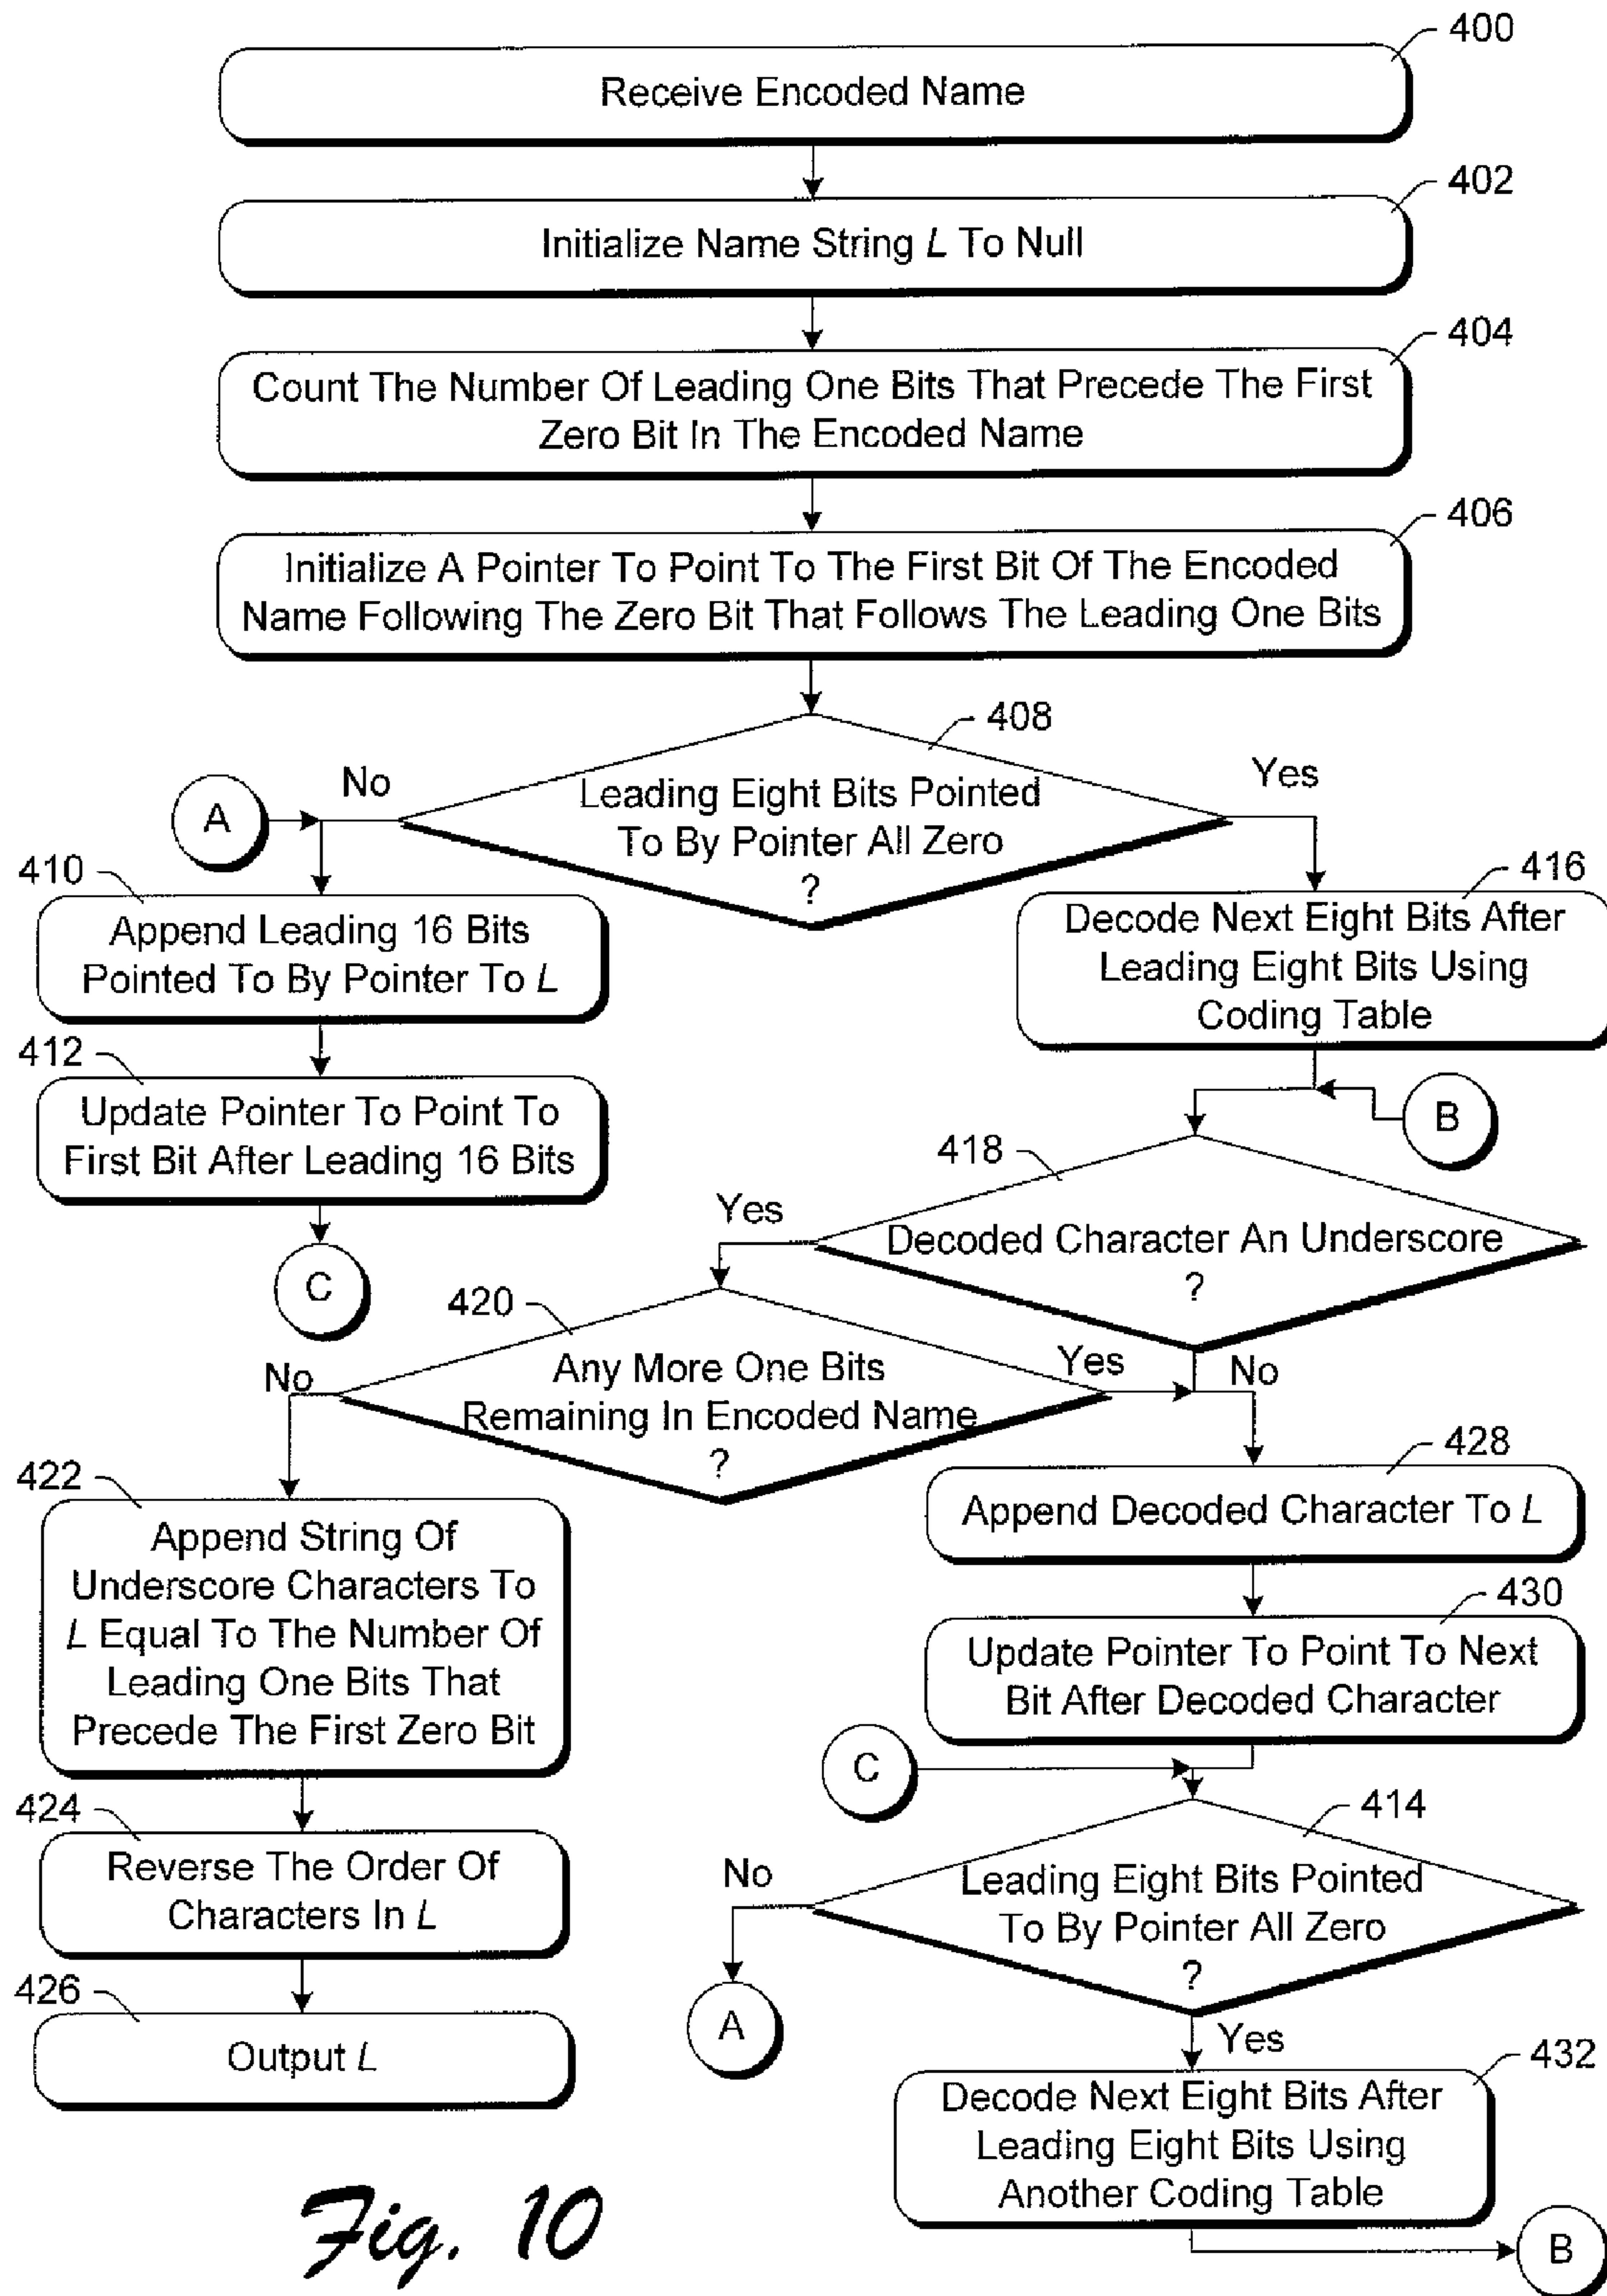 400
Receive Encoded Name
402
Initialize Name String L To Null
404
Count The Number Of Leading One Bits That Precede The First
Zero Bit In The Encoded Name
406
Initialize A Pointer To Point To The First Bit Of The Encoded
Name Following The Zero Bit That Follows The Leading One Bits
408
No
Yes
A
Leading Eight Bits Pointed
To By Pointer All Zero
?
410
Append Leading 16 Bits
Pointed To By Pointer To L
416
Decode Next Eight Bits After
Leading Eight Bits Using
Coding Table
412
Update Pointer To Point To
First Bit After Leading 16 Bits
C
B
418
Yes
Decoded Character An Underscore
?
No
420
No
Any More One Bits
Remaining In Encoded Name
?
Yes
422
Append String Of
Underscore Characters To
L Equal To The Number Of
Leading One Bits That
Precede The First Zero Bit
428
Append Decoded Character To L
430
Update Pointer To Point To Next
Bit After Decoded Character
C
424
Reverse The Order Of
Characters In L
414
No
Leading Eight Bits Pointed
To By Pointer All Zero
?
A
Yes
426
Output L
432
Decode Next Eight Bits After
Leading Eight Bits Using
Another Coding Table
B
Fig. 10